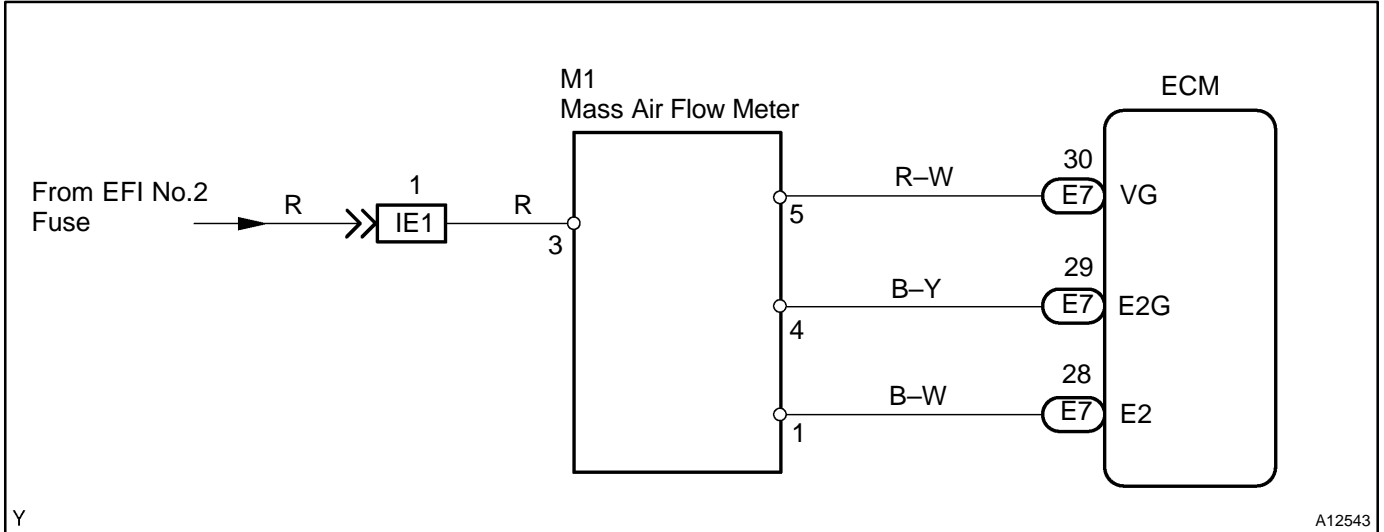 M1
Mass Air Flow Meter
ECM
From EFI No.2
Fuse
R
1
IE1
R
3
R–W
5
30
E7
VG
B–Y
4
29
E7
E2G
B–W
1
28
E7
E2
Y
A12543